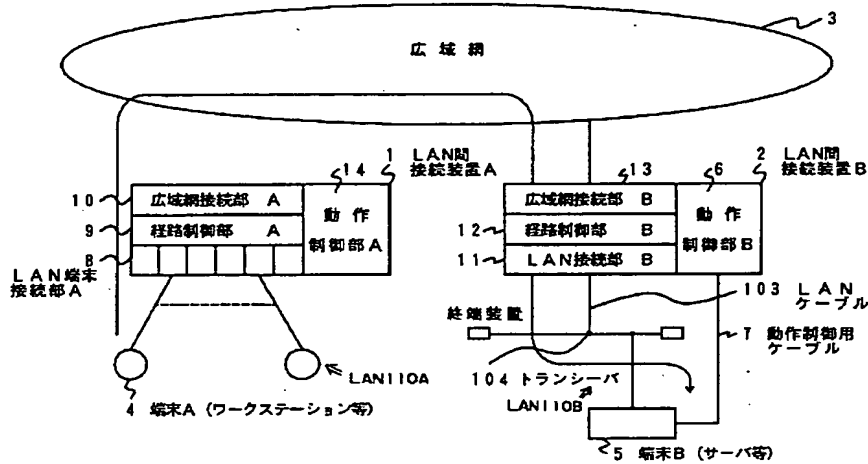 3
広域網
14
1 LAN間
接続装置A
13
6
2 LAN間
接続装置B
10
広域網接続部 A
9
経路制御部 A
8
動作
制御部A
LAN端末
接続部A
広域網接続部 B
12
経路制御部 B
11
LAN接続部 B
動作
制御部B
103 LAN
ケーブル
終端装置
7 動作制御用
ケーブル
104 トランシーバ
LAN110A
LAN110B
4 端末A(ワークステーション等)
5 端末B(サーバ等)